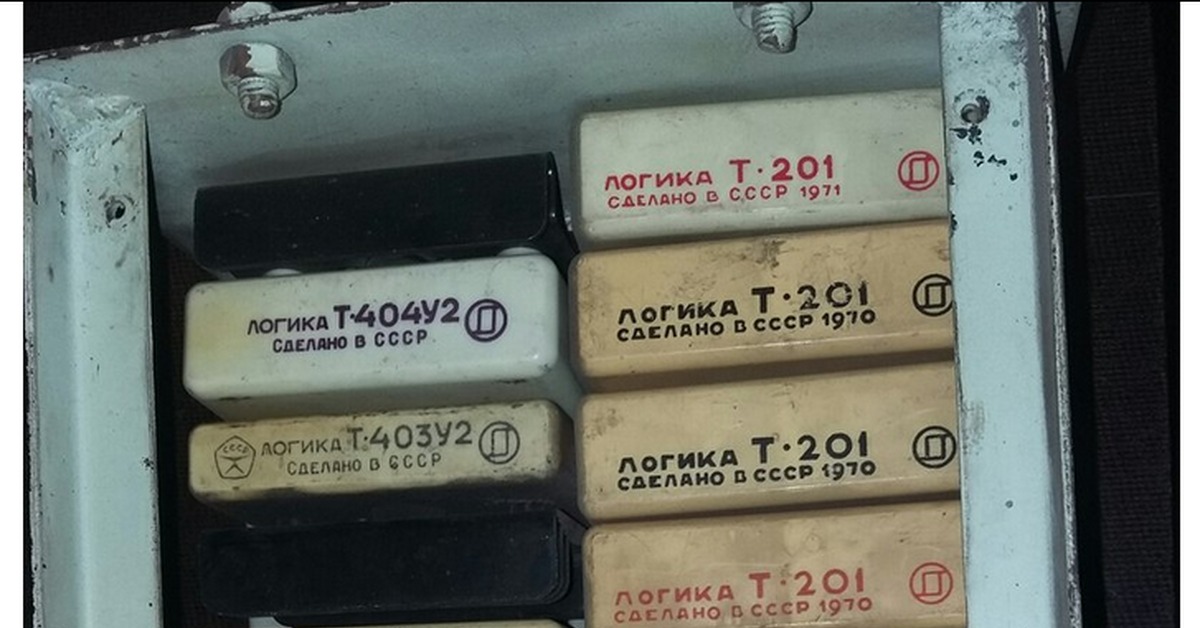 ЛОГИКА Т·404У2
СДЕЛАНО В СССР
СССР
ЛОГИКА Т·403У2
СДЕЛАНО В СССР
ЛОГИКА Т·201
СДЕЛАНО В СССР 1971
ЛОГИКА Т·201
СДЕЛАНО В СССР 1970
ЛОГИКА Т·201
СДЕЛАНО В СССР 1970
ЛОГИКА Т·201
СДЕЛАНО В СССР 1970